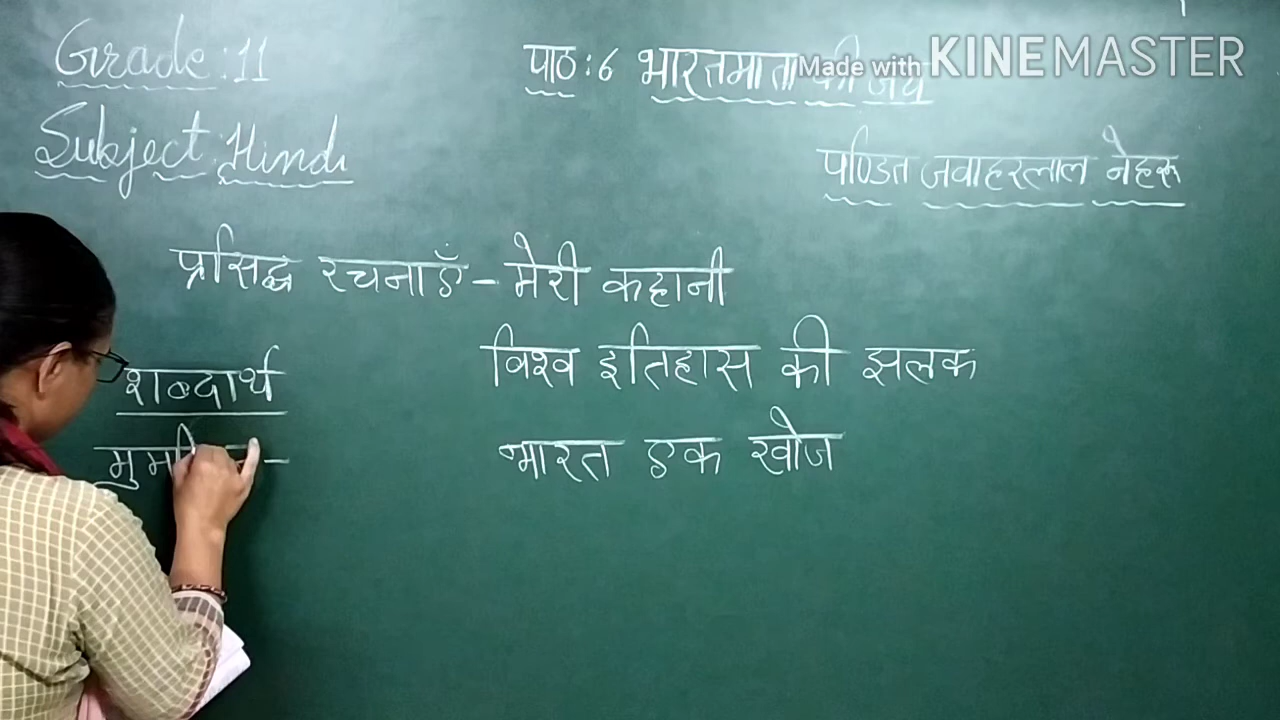 Grade: 11
पाठ: 6 भारतमाता की जय
Made with KINEMASTER
Subject: Hindi
पण्डित जवाहरलाल नेहरू
प्रसिद्ध रचनाएँ - मेरी कहानी
विश्व इतिहास की झलक
शब्दार्थ
भारत एक खोज